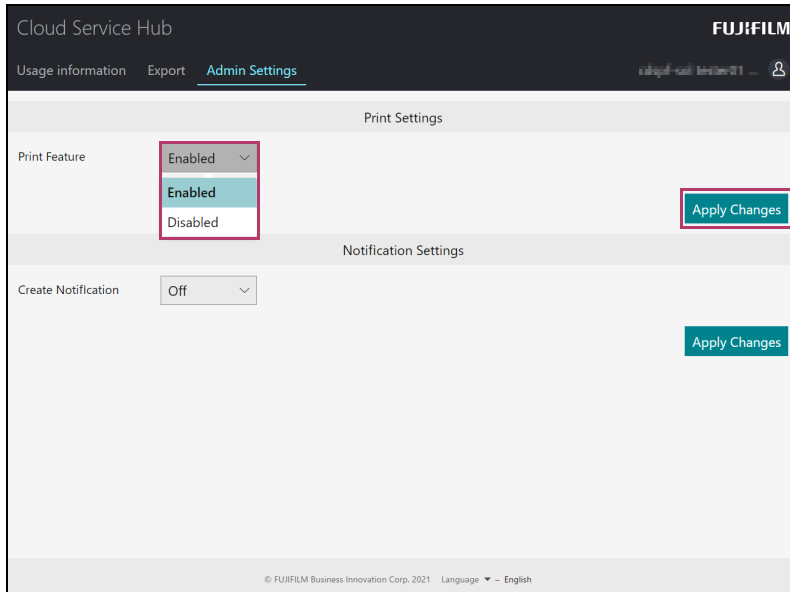 Cloud Service Hub
FUJIFILM
Usage information Export Admin Settings
Print Settings
Print Feature
Enabled
Enabled
Disabled
Apply Changes
Notification Settings
Create Notification
Off
Apply Changes
© FUJIFILM Business Innovation Corp. 2021 Language ▼ – English